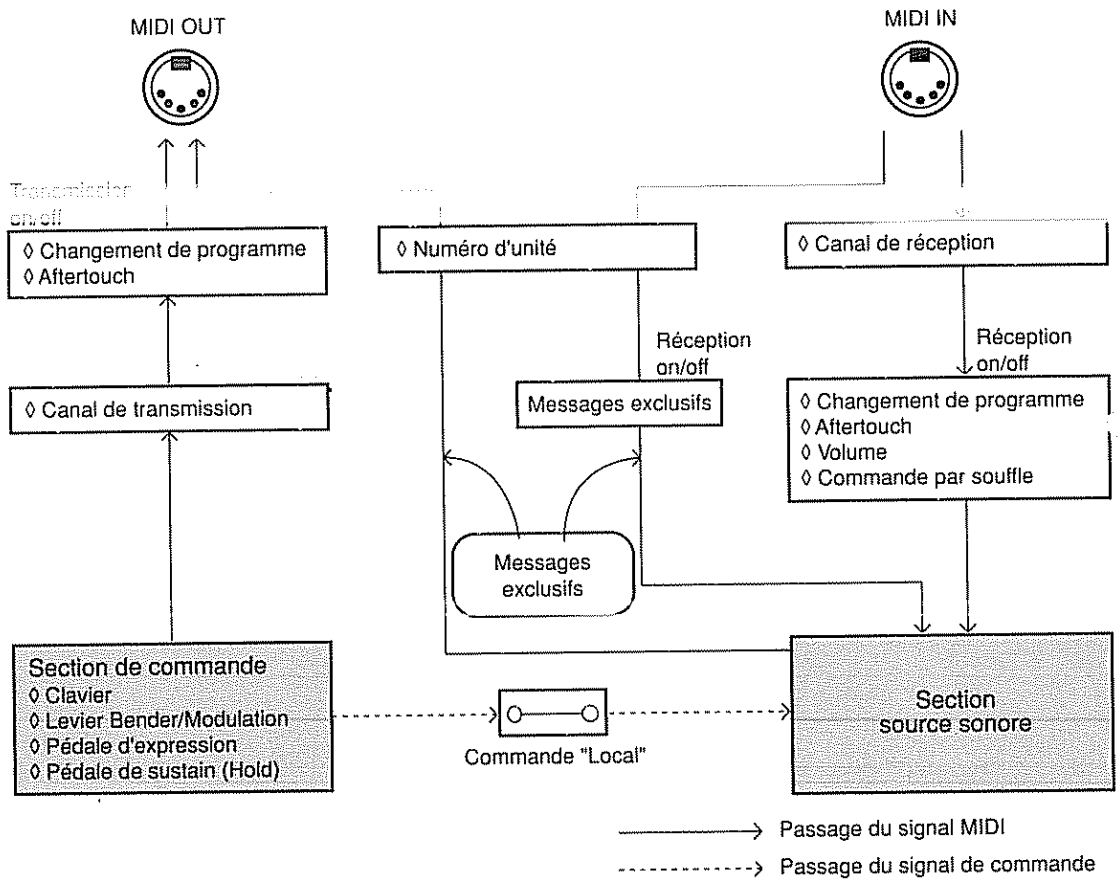 MIDI OUT
MIDI IN
Transmission
on/off
◊ Changement de programme
◊ Aftertouch
◊ Numéro d'unité
◊ Canal de réception
Réception
on/off
Réception
on/off
◊ Canal de transmission
Messages exclusifs
◊ Changement de programme
◊ Aftertouch
◊ Volume
◊ Commande par souffle
Messages
exclusifs
Section de commande
◊ Clavier
◊ Levier Bender/Modulation
◊ Pédale d'expression
◊ Pédale de sustain (Hold)
Commande "Local"
Section
source sonore
Passage du signal MIDI
Passage du signal de commande